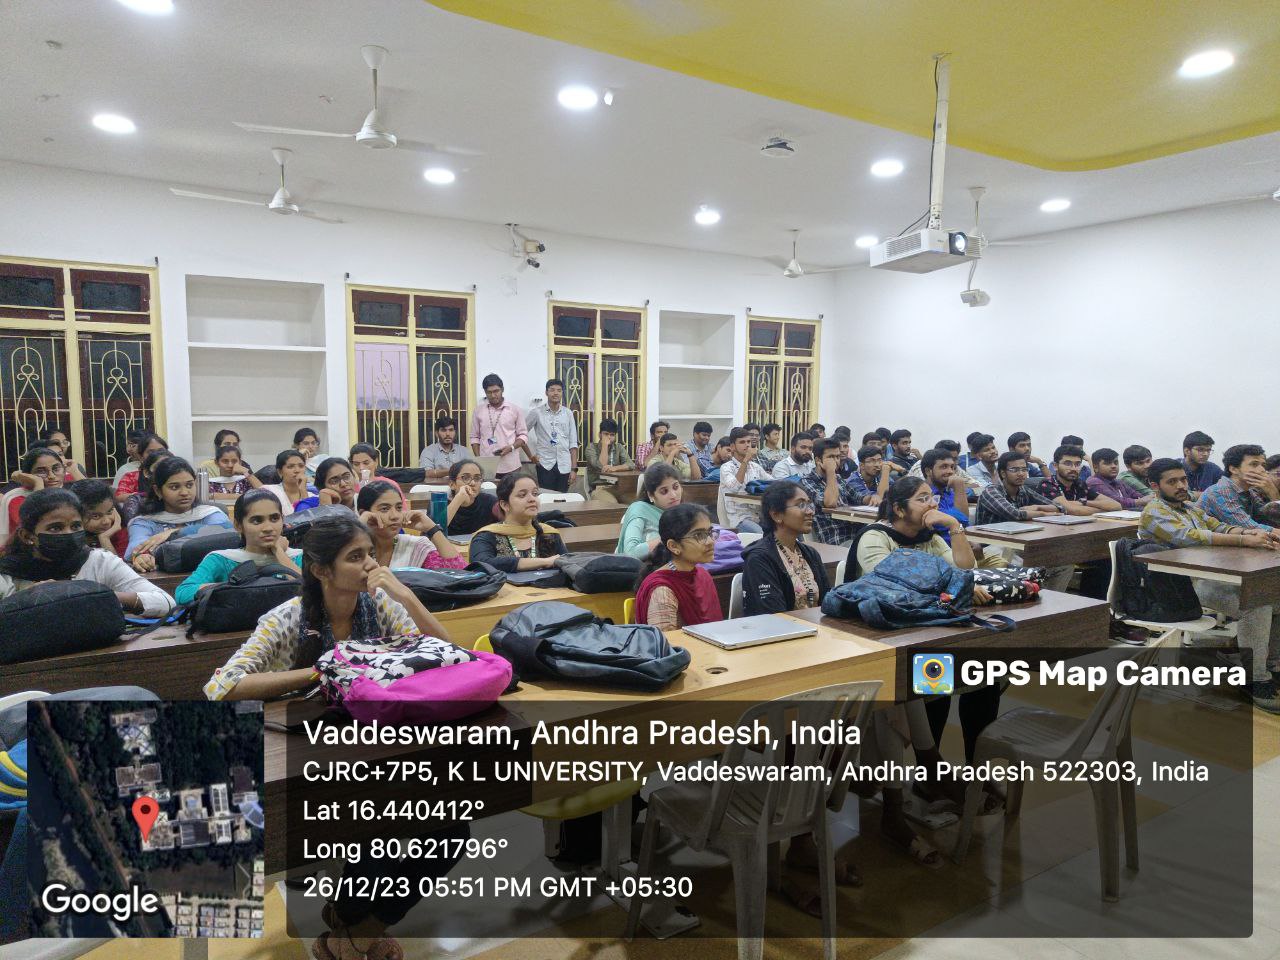 GPS Map Camera
Vaddeswaram, Andhra Pradesh, India
CJRC+7P5, K L UNIVERSITY, Vaddeswaram, Andhra Pradesh 522303, India
Lat 16.440412°
Long 80.621796°
26/12/23 05:51 PM GMT +05:30
Google